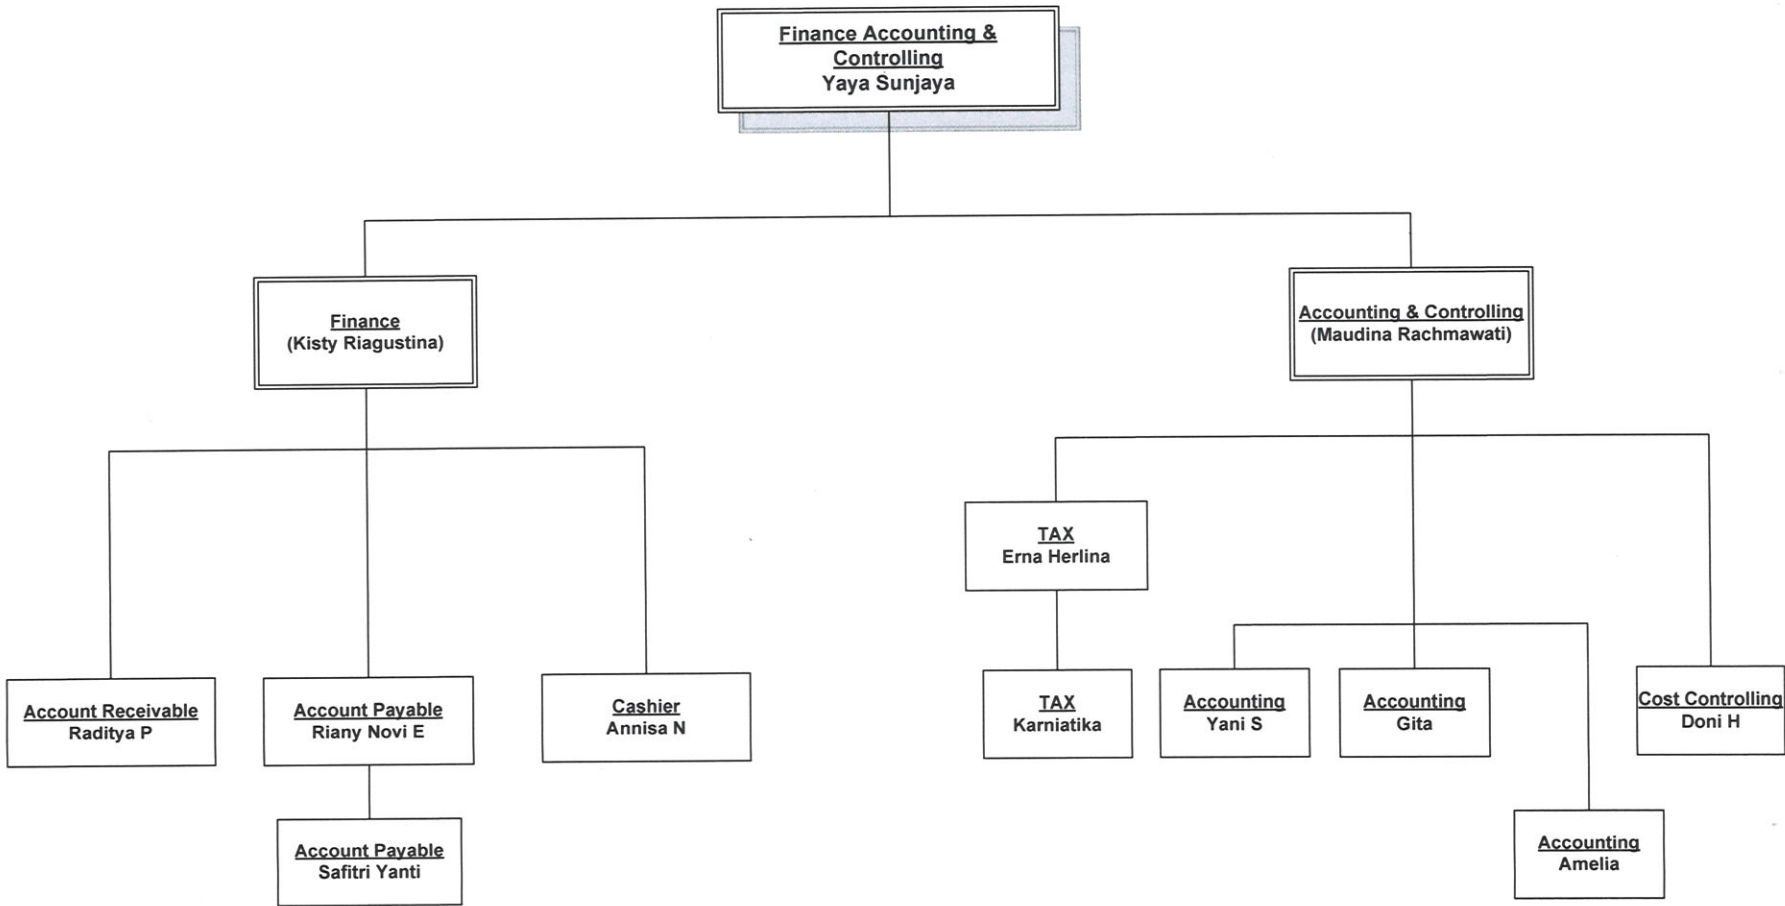 Finance Accounting &
Controlling
Yaya Sunjaya
Finance
(Kisty Riagustina)
Accounting & Controlling
(Maudina Rachmawati)
TAX
Erna Herlina
Account Receivable
Raditya P
Account Payable
Riany Novi E
Cashier
Annisa N
TAX
Karniatika
Accounting
Yani S
Accounting
Gita
Cost Controlling
Doni H
Account Payable
Safitri Yanti
Accounting
Amelia